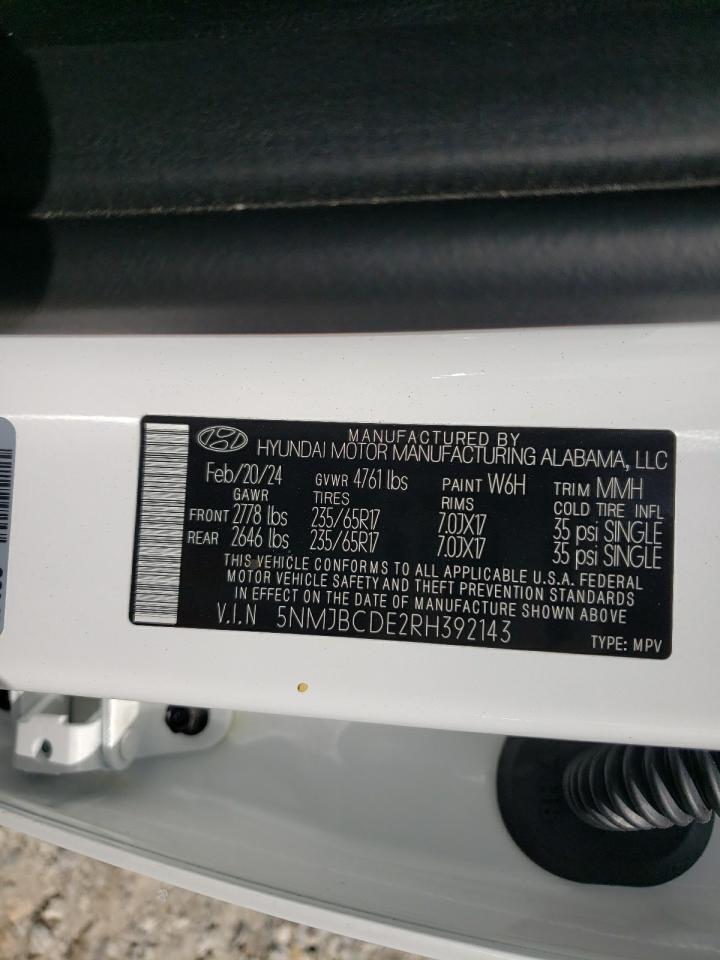 MANUFACTURED BY
HYUNDAI MOTOR MANUFACTURING ALABAMA, LLC
Feb/20/24 GVWR 4761 lbs PAINT W6H TRIM MMH
GAWR TIRES RIMS COLD TIRE INFL
FRONT 2778 lbs 235/65R17 7.0JX17 35 psi SINGLE
REAR 2646 lbs 235/65R17 7.0JX17 35 psi SINGLE
THIS VEHICLE CONFORMS TO ALL APPLICABLE U.S.A. FEDERAL
MOTOR VEHICLE SAFETY AND THEFT PREVENTION STANDARDS
IN EFFECT ON THE DATE OF MANUFACTURE SHOWN ABOVE
V.I.N 5NMJBCDE2RH392143 TYPE: MPV